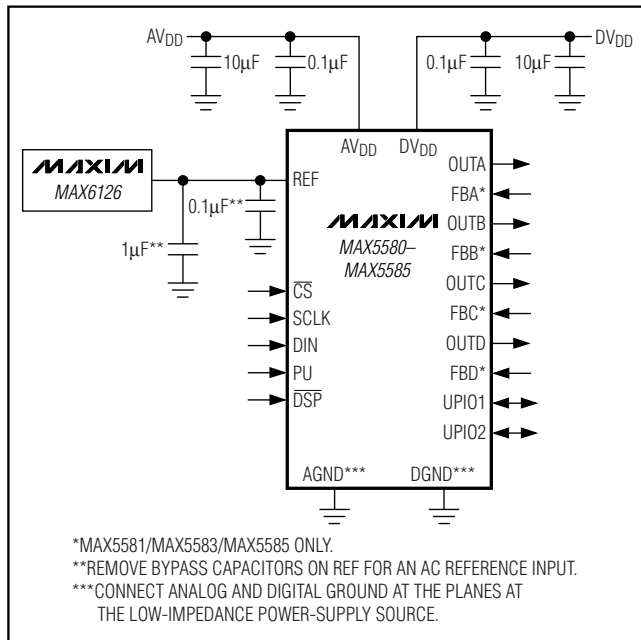 AVDD
10µF
0.1µF
0.1µF
10µF
DVDD
AVDD
DVDD
MAXIM
MAX6126
REF
0.1µF**
1µF**
MAXIM
MAX5580–
MAX5585
CS
SCLK
DIN
PU
DSP
OUTA
FBA*
OUTB
FBB*
OUTC
FBC*
OUTD
FBD*
UPIO1
UPIO2
AGND***
DGND***
*MAX5581/MAX5583/MAX5585 ONLY.
**REMOVE BYPASS CAPACITORS ON REF FOR AN AC REFERENCE INPUT.
***CONNECT ANALOG AND DIGITAL GROUND AT THE PLANES AT
THE LOW-IMPEDANCE POWER-SUPPLY SOURCE.